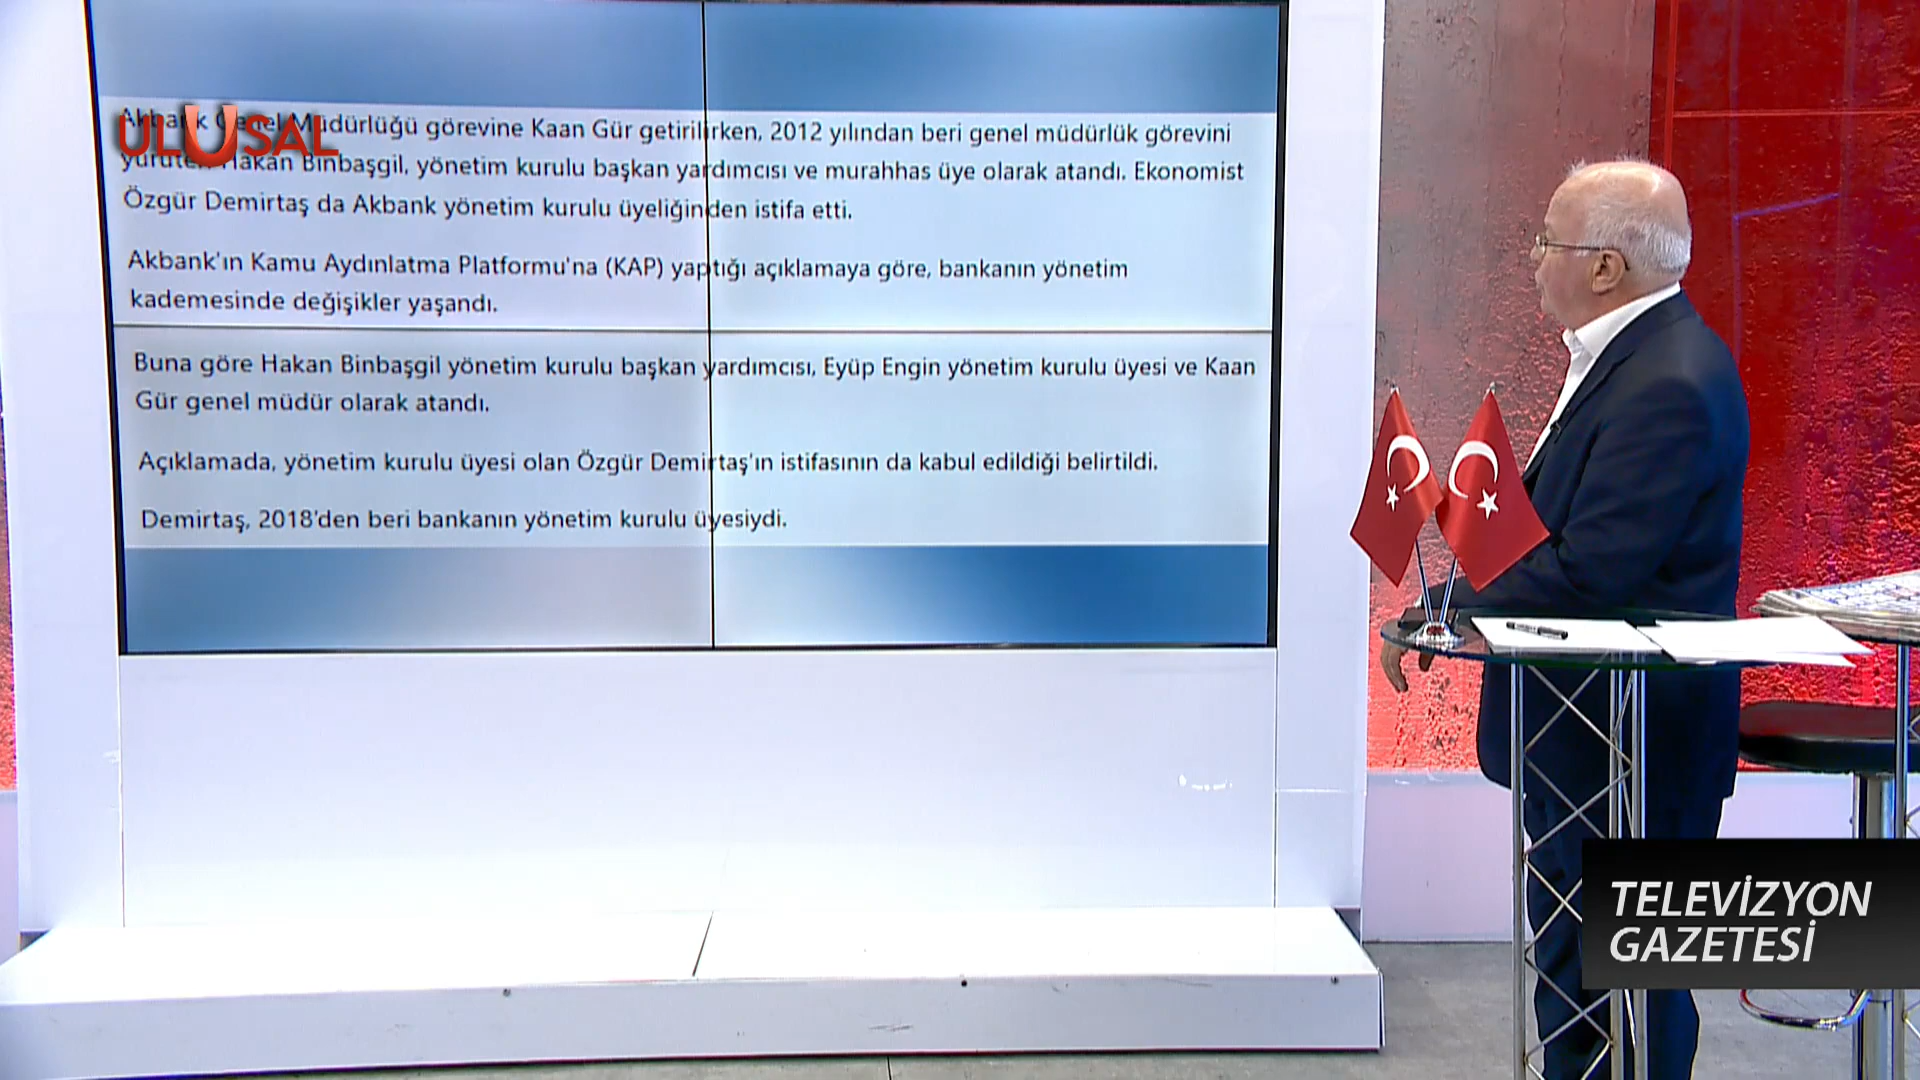 ULUSAL
Akbank Genel Müdürlüğü görevine Kaan Gür getirilirken, 2012 yılından beri genel müdürlük görevini
yürüten Hakan Binbaşgil, yönetim kurulu başkan yardımcısı ve murahhas üye olarak atandı. Ekonomist
Özgür Demirtaş da Akbank yönetim kurulu üyeliğinden istifa etti.
Akbank'ın Kamu Aydınlatma Platformu'na (KAP) yaptığı açıklamaya göre, bankanın yönetim
kademesinde değişikler yaşandı.
Buna göre Hakan Binbaşgil yönetim kurulu başkan yardımcısı, Eyüp Engin yönetim kurulu üyesi ve Kaan
Gür genel müdür olarak atandı.
Açıklamada, yönetim kurulu üyesi olan Özgür Demirtaş'ın istifasının da kabul edildiği belirtildi.
Demirtaş, 2018'den beri bankanın yönetim kurulu üyesiydi.
TELEVİZYON
GAZETESİ